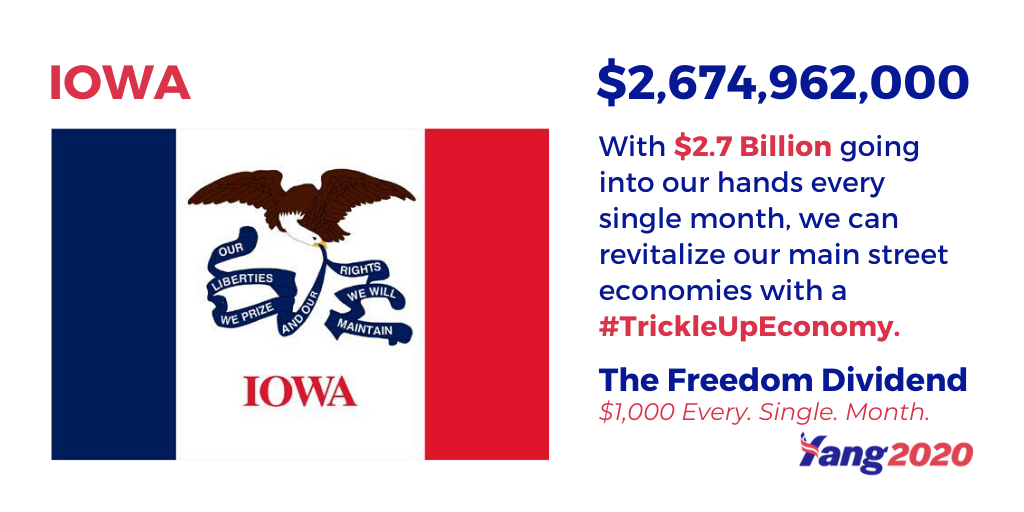 IOWA
OUR
LIBERTIES
WE PRIZE
AND OUR
RIGHTS
WE WILL
MAINTAIN
IOWA
$2,674,962,000
With $2.7 Billion going
into our hands every
single month, we can
revitalize our main street
economies with a
#TrickleUpEconomy.
The Freedom Dividend
$1,000 Every. Single. Month.
Yang2020